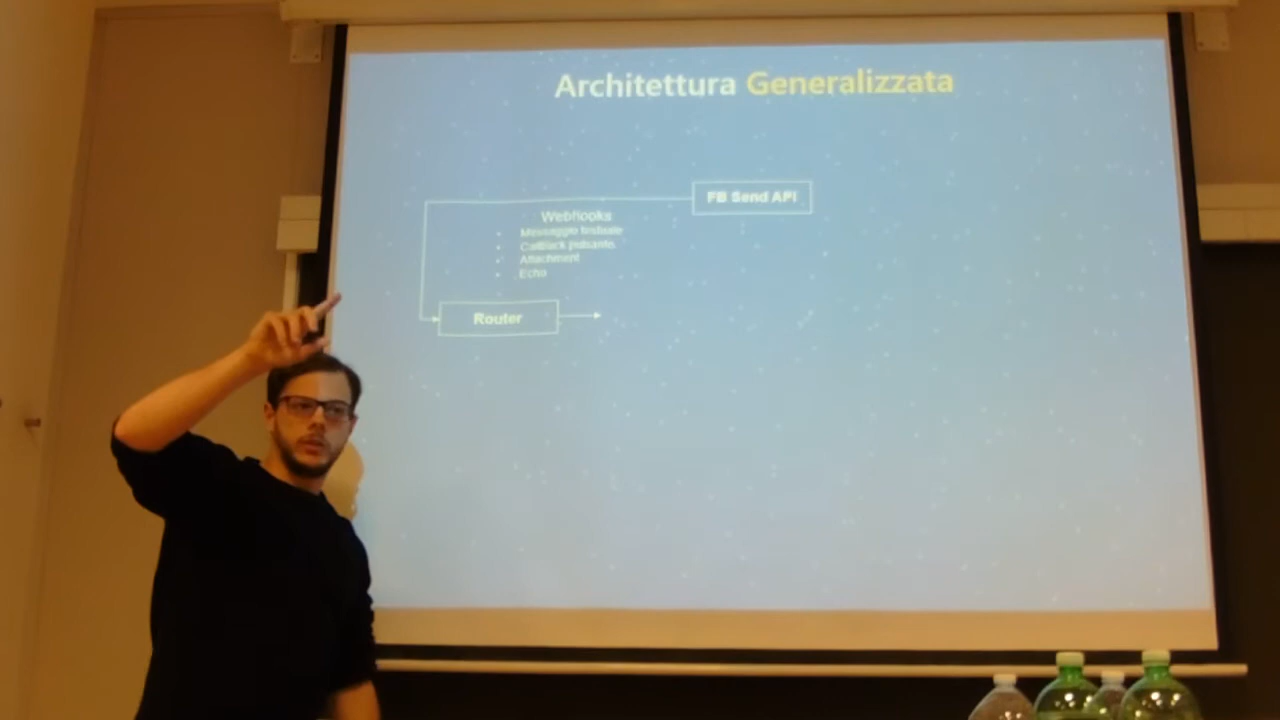 Architettura Generalizzata
FB Send API
Webhooks
Messaggio testuale
Callback pulsante
Attachment
Echo
Router